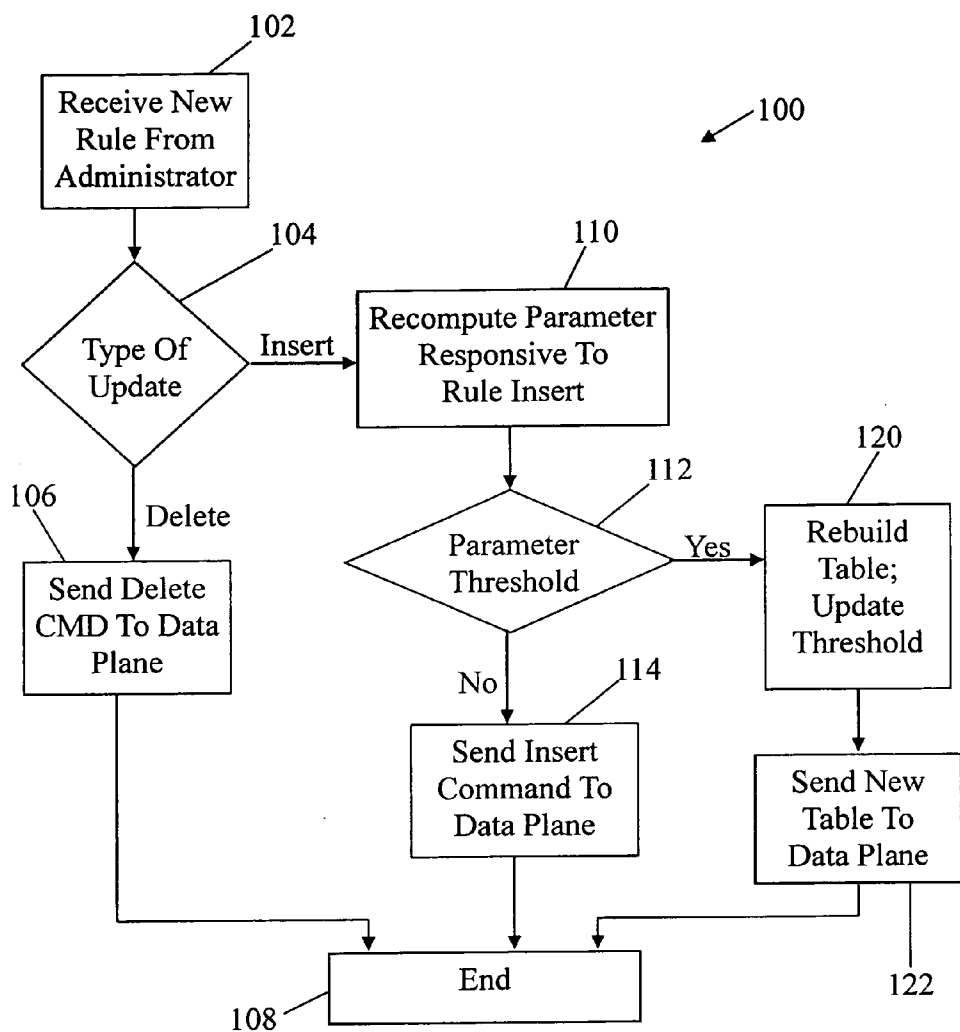 102
Receive New
Rule From
Administrator
100
104
Type Of
Update
Insert
110
Recompute Parameter
Responsive To
Rule Insert
Delete
106
Send Delete
CMD To Data
Plane
112
Parameter
Threshold
Yes
120
Rebuild
Table;
Update
Threshold
No
114
Send Insert
Command To
Data Plane
Send New
Table To
Data Plane
122
End
108